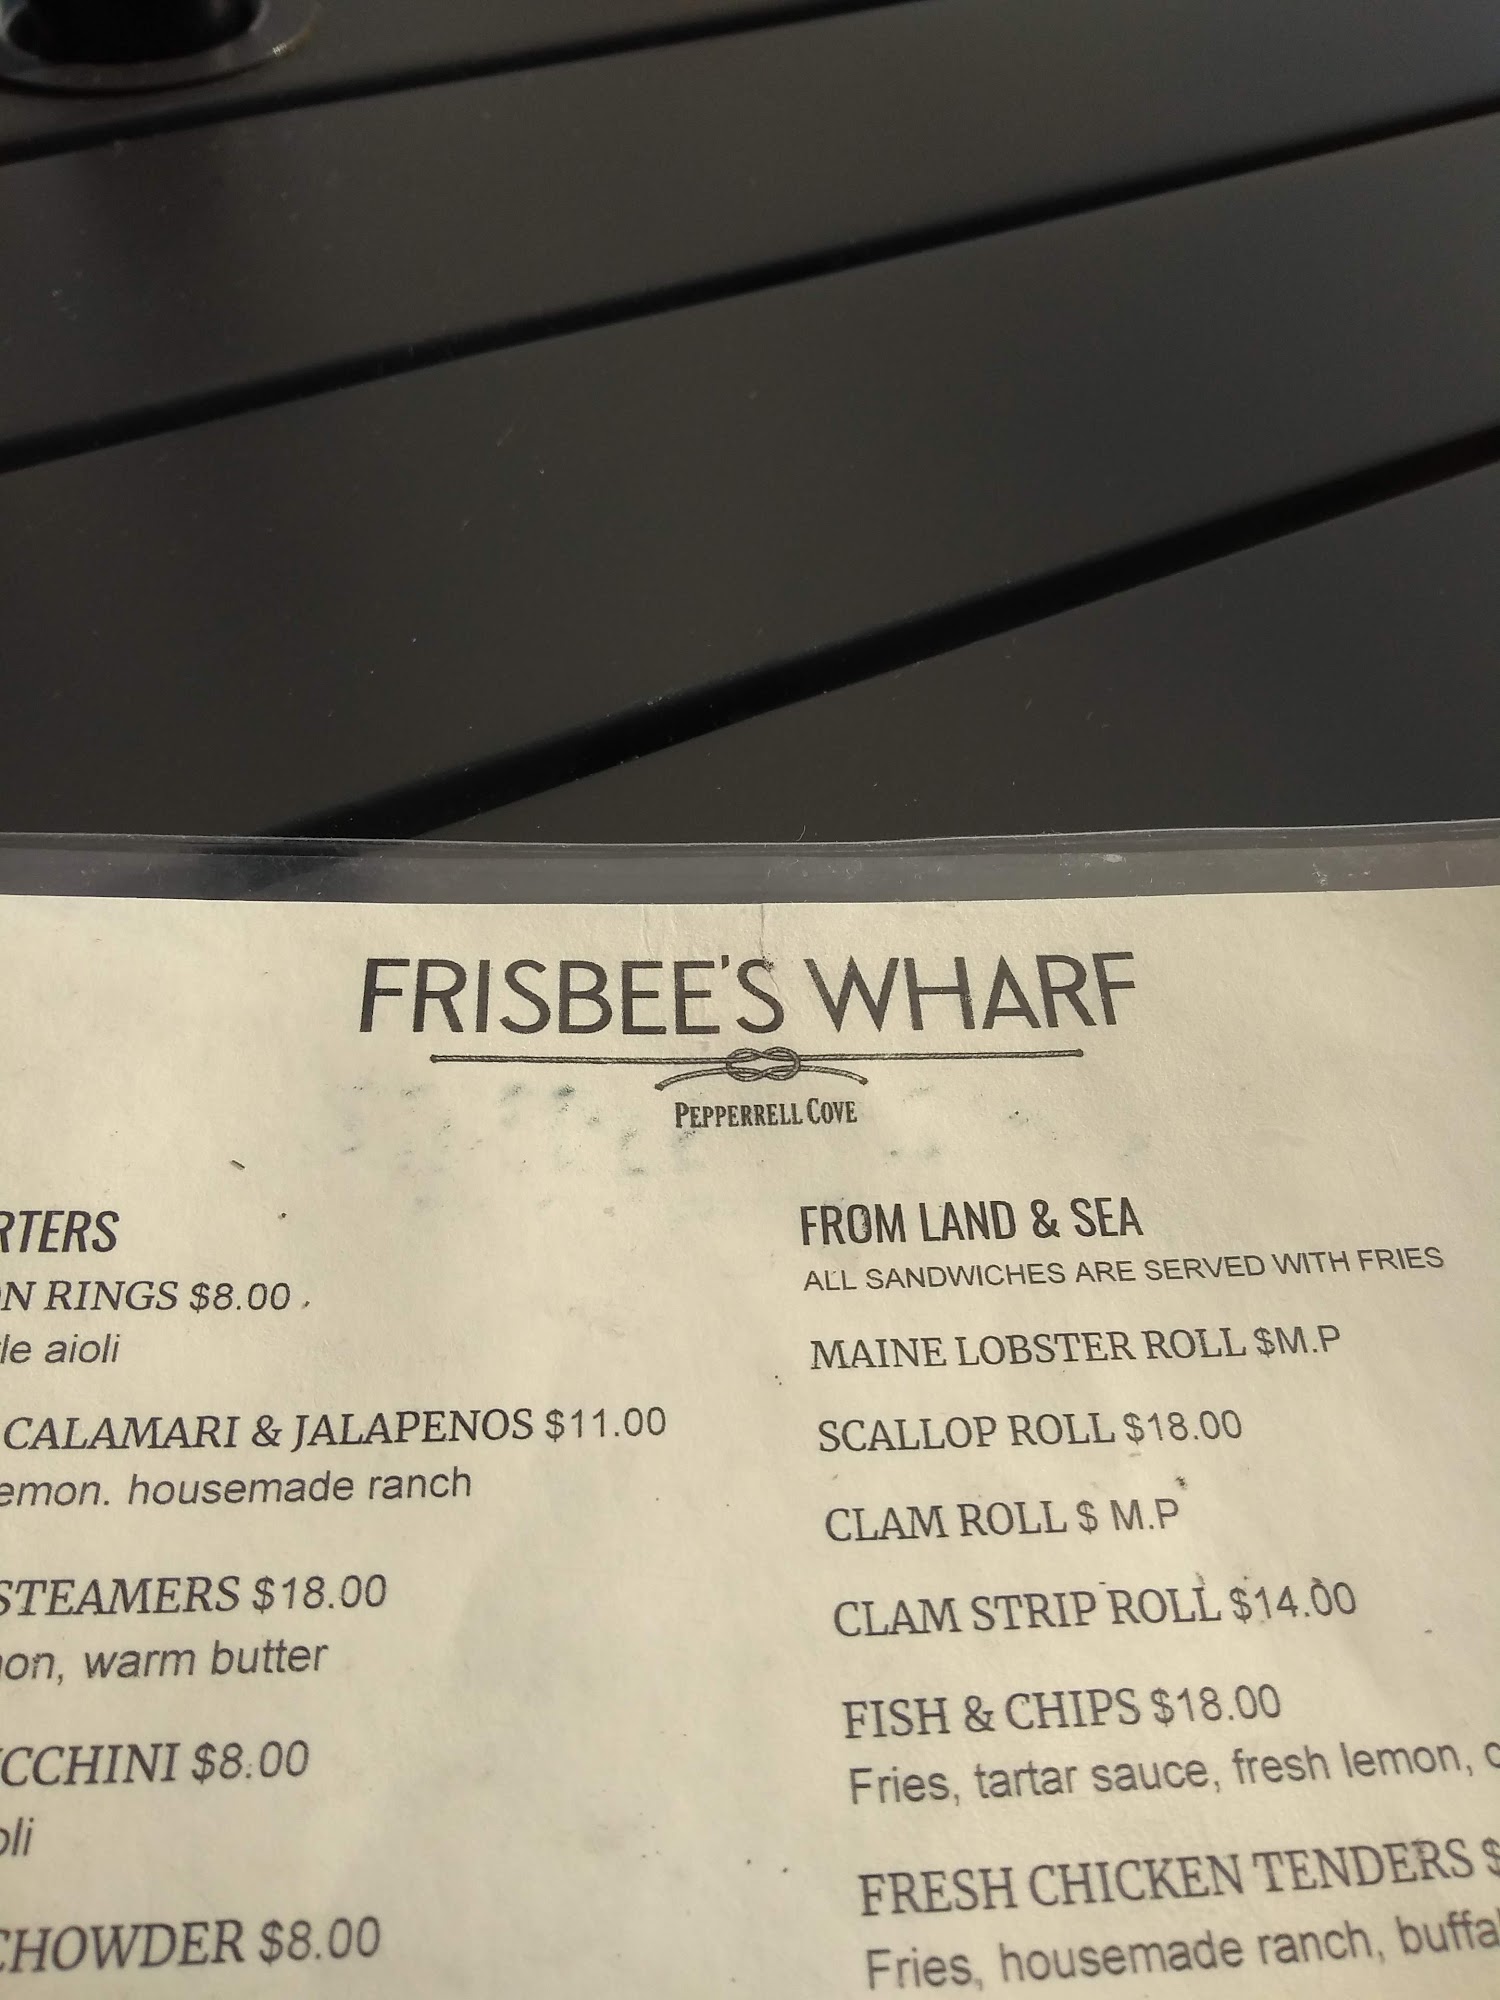 FRISBEE'S WHARF
PEPPERRELL COVE
RTERS
N RINGS $8.00
le aioli
CALAMARI & JALAPENOS $11.00
emon. housemade ranch
STEAMERS $18.00
on, warm butter
CCHINI $8.00
oli
CHOWDER $8.00
FROM LAND & SEA
ALL SANDWICHES ARE SERVED WITH FRIES
MAINE LOBSTER ROLL $M.P
SCALLOP ROLL $18.00
CLAM ROLL $ M.P
CLAM STRIP ROLL $14.00
FISH & CHIPS $18.00
Fries, tartar sauce, fresh lemon, c
FRESH CHICKEN TENDERS $
Fries, housemade ranch, buffa